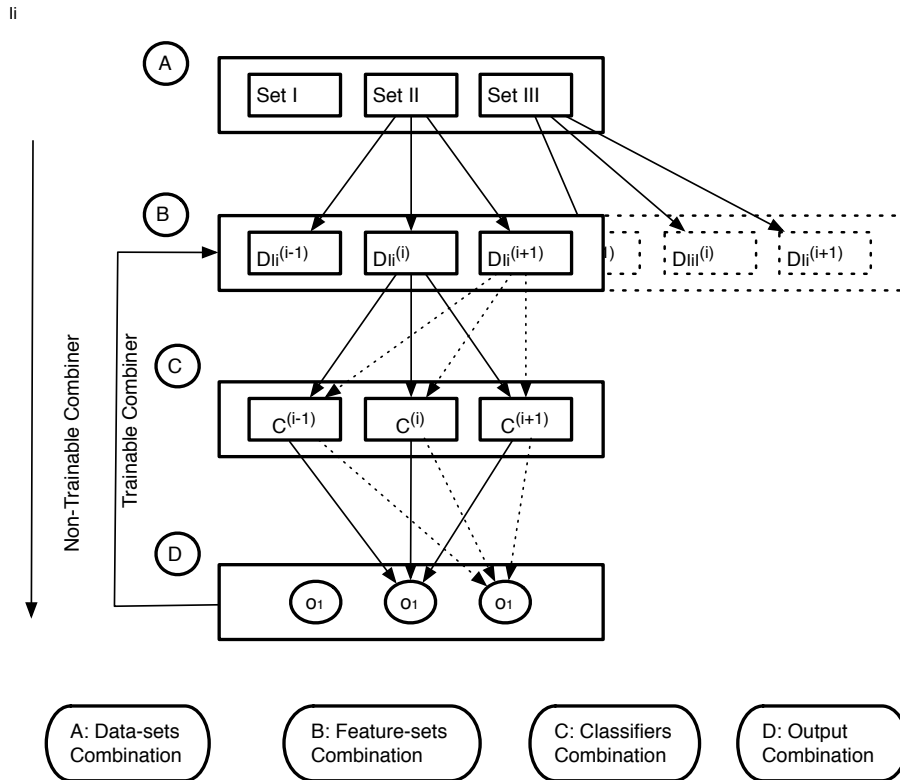 li
A
Set I
Set II
Set III
B
Dli(i-1)
Dli(i)
Dli(i+1)
1)
Dlil(i)
Dli(i+1)
Non-Trainable Combiner
Trainable Combiner
C
C(i-1)
C(i)
C(i+1)
D
o1
o1
o1
A: Data-sets
Combination
B: Feature-sets
Combination
C: Classifiers
Combination
D: Output
Combination